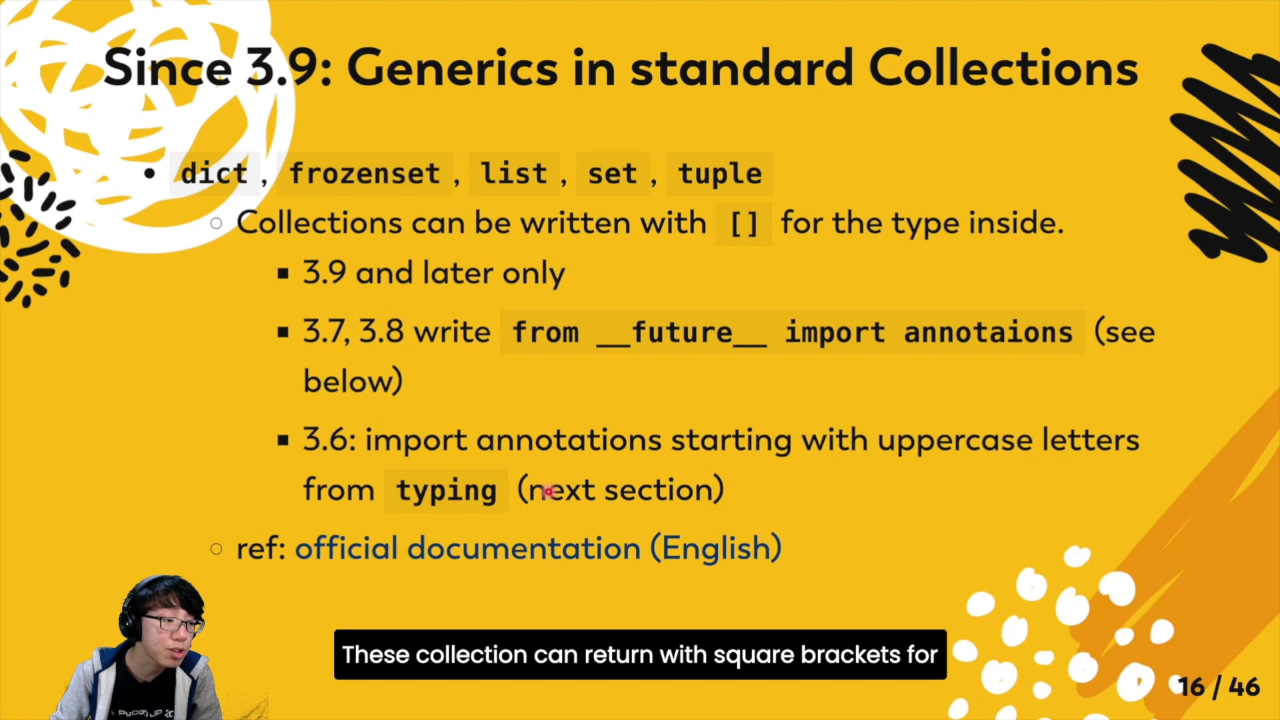 Since 3.9: Generics in standard Collections
• dict, frozenset, list, set, tuple
○ Collections can be written with [] for the type inside.
▪ 3.9 and later only
▪ 3.7, 3.8 write from __future__ import annotaions (see
below)
▪ 3.6: import annotations starting with uppercase letters
from typing (next section)
○ ref: official documentation (English)
These collection can return with square brackets for
16 / 46